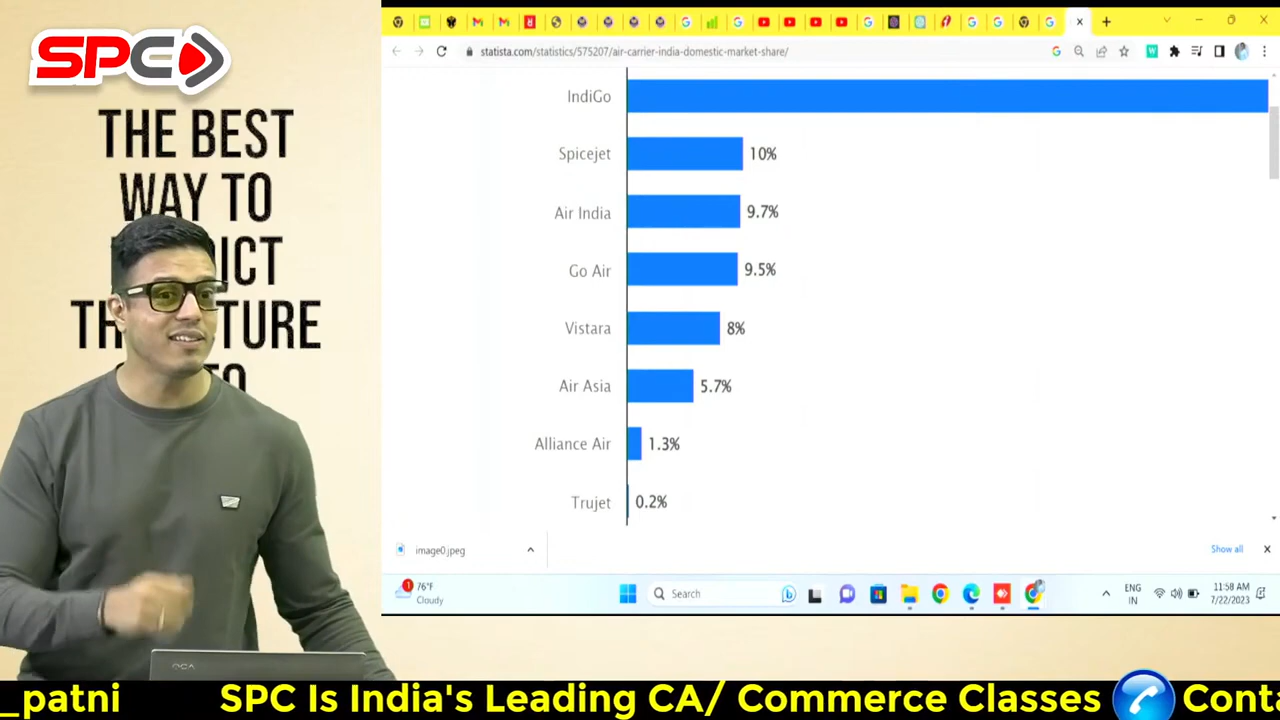 SPC
THE BEST
WAY TO
ICT
TH TURE
TO
statista.com/statistics/575207/air-carrier-india-domestic-market-share/
IndiGo
Spicejet 10%
Air India 9.7%
Go Air 9.5%
Vistara 8%
Air Asia 5.7%
Alliance Air 1.3%
Trujet 0.2%
image0.jpeg
Show all
1
76°F
Cloudy
Search
ENG
IN
11:58 AM
7/22/2023
_patni SPC Is India's Leading CA/ Commerce Classes Conta